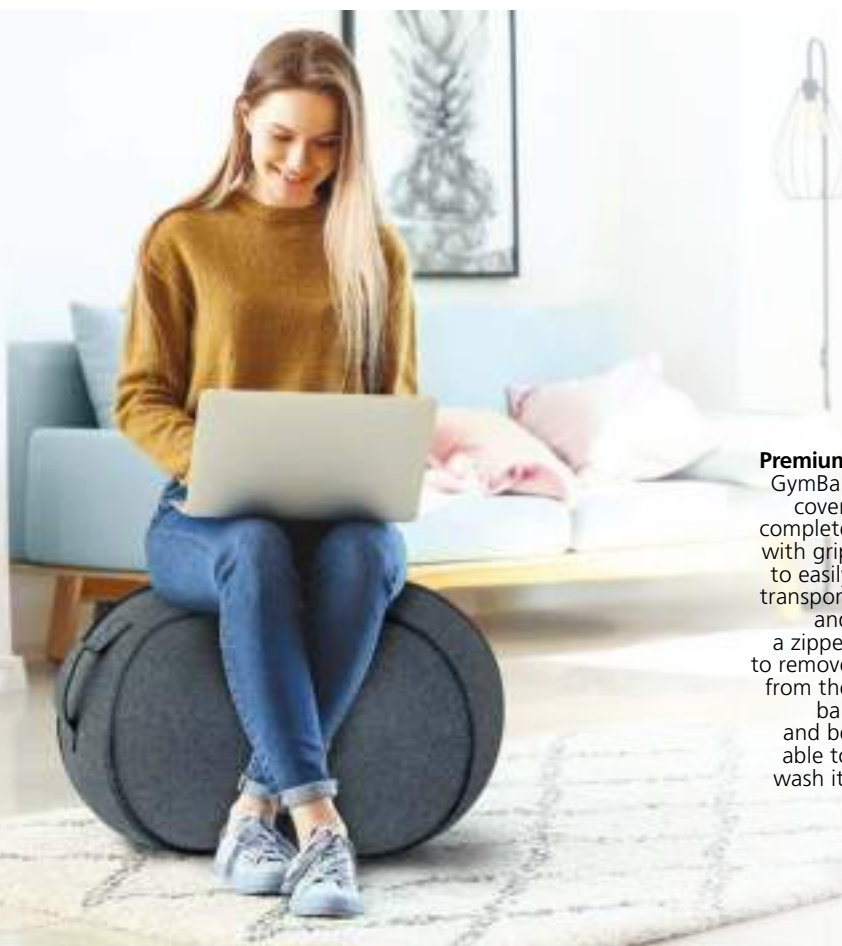 Premium
GymBa
cover
complete
with grip
to easily
transpor
and
a zippe
to remove
from the
ba
and be
able to
wash it